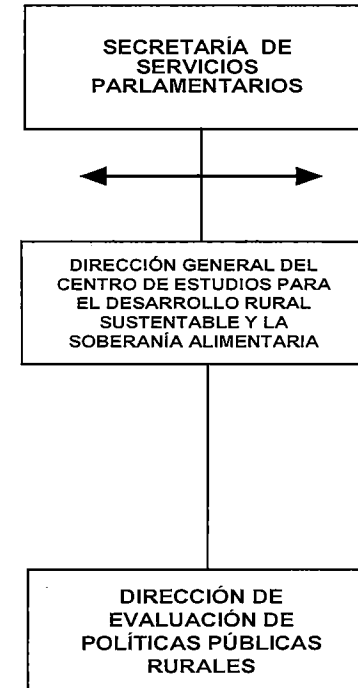 SECRETARÍA DE
SERVICIOS
PARLAMENTARIOS
DIRECCIÓN GENERAL DEL
CENTRO DE ESTUDIOS PARA
EL DESARROLLO RURAL
SUSTENTABLE Y LA
SOBERANÍA ALIMENTARIA
DIRECCIÓN DE
EVALUACIÓN DE
POLÍTICAS PÚBLICAS
RURALES